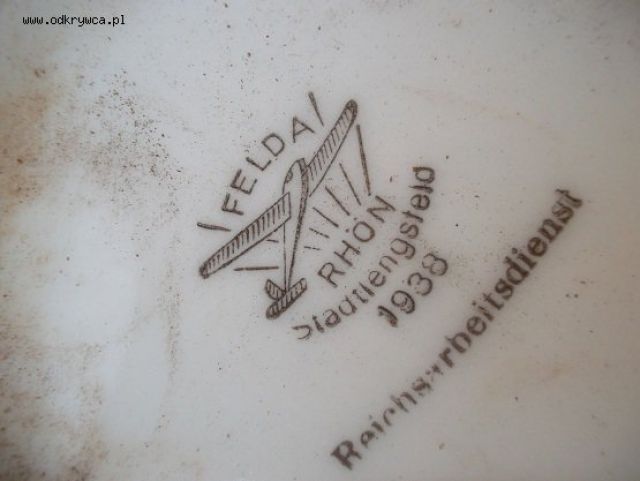 www.odkrywca.pl
FELDA
RHÖN
Stadtlengsfeld
1938
Reichsarbeitsdienst